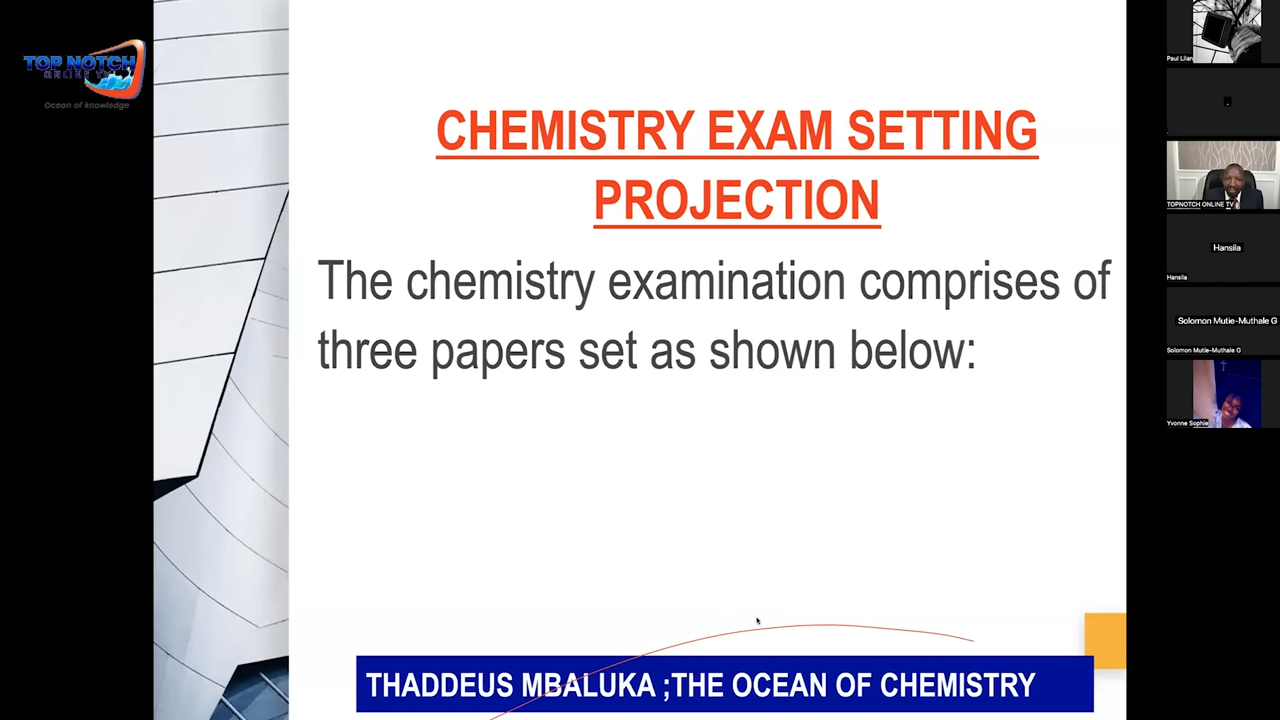 TOP NOTCH
ONLINE TV
Ocean of knowledge
CHEMISTRY EXAM SETTING
PROJECTION
The chemistry examination comprises of
three papers set as shown below:
THADDEUS MBALUKA ;THE OCEAN OF CHEMISTRY
Paul Lilan
TOPNOTCH ONLINE TV
Hansila
Hansila
Solomon Mutie-Muthale G
Solomon Mutie-Muthale G
Yvonne Sophie